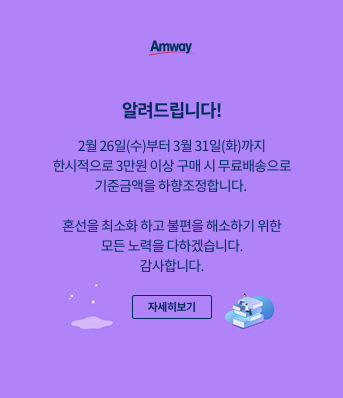 Amway
알려드립니다!
2월 26일(수)부터 3월 31일(화)까지
한시적으로 3만원 이상 구매 시 무료배송으로
기준금액을 하향조정합니다.
혼선을 최소화 하고 불편을 해소하기 위한
모든 노력을 다하겠습니다.
감사합니다.
자세히보기